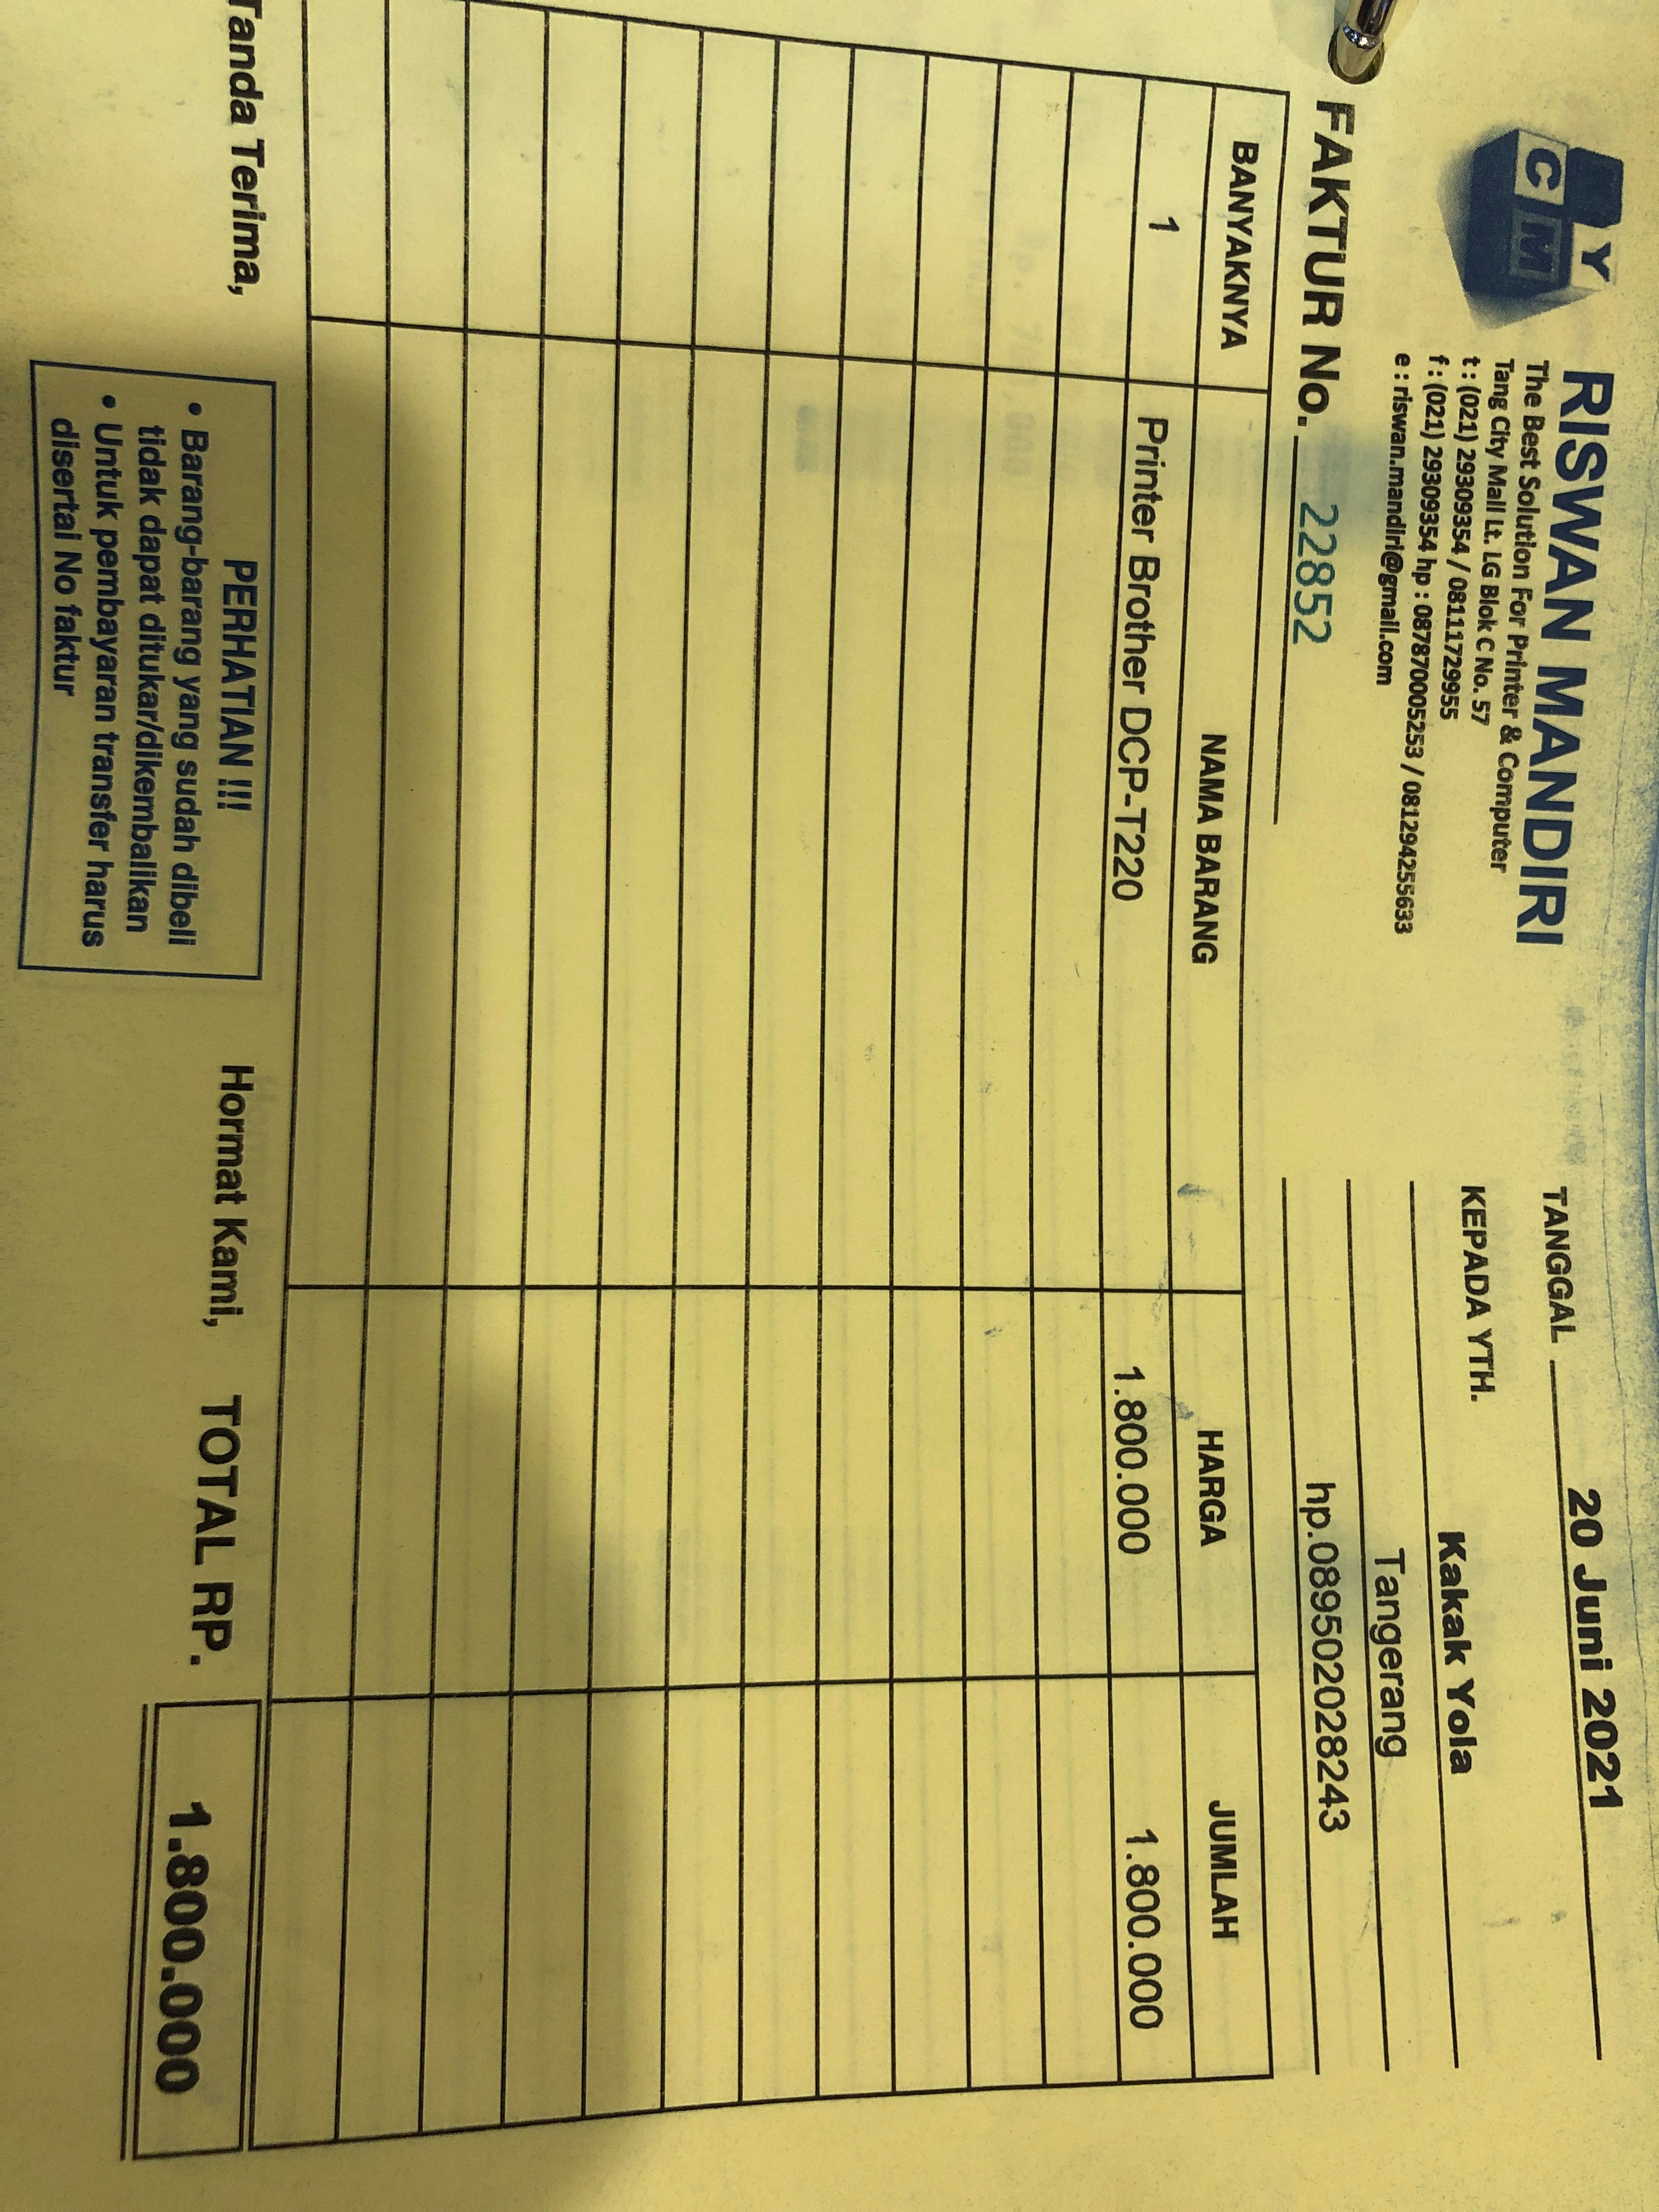 Y
C M
RISWAN MANDIRI
The Best Solution For Printer & Computer
Tang City Mall Lt. LG Blok C No. 57
t : (021) 29309354 / 08111729955
f : (021) 29309354 hp : 087870005253 / 081294255633
e : riswan.mandiri@gmail.com
TANGGAL 20 Juni 2021
KEPADA YTH. Kakak Yola
Tangerang
hp.089502028243
FAKTUR No. 22852
BANYAKNYA NAMA BARANG HARGA JUMLAH
1 Printer Brother DCP-T220 1.800.000 1.800.000
Tanda Terima,
PERHATIAN !!!
• Barang-barang yang sudah dibeli
tidak dapat ditukar/dikembalikan
• Untuk pembayaran transfer harus
disertai No faktur
Hormat Kami,
TOTAL RP. 1.800.000